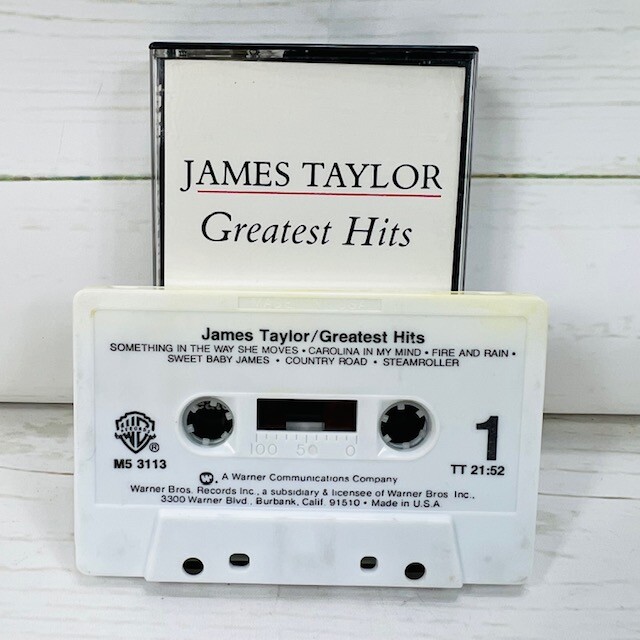 JAMES TAYLOR
Greatest Hits
James Taylor/Greatest Hits
SOMETHING IN THE WAY SHE MOVES • CAROLINA IN MY MIND • FIRE AND RAIN •
SWEET BABY JAMES • COUNTRY ROAD • STEAMROLLER
100 50 0
1
M5 3113
TT 21:52
A Warner Communications Company
Warner Bros. Records Inc., a subsidiary & licensee of Warner Bros. Inc.,
3300 Warner Blvd., Burbank, Calif. 91510 • Made in U.S.A.